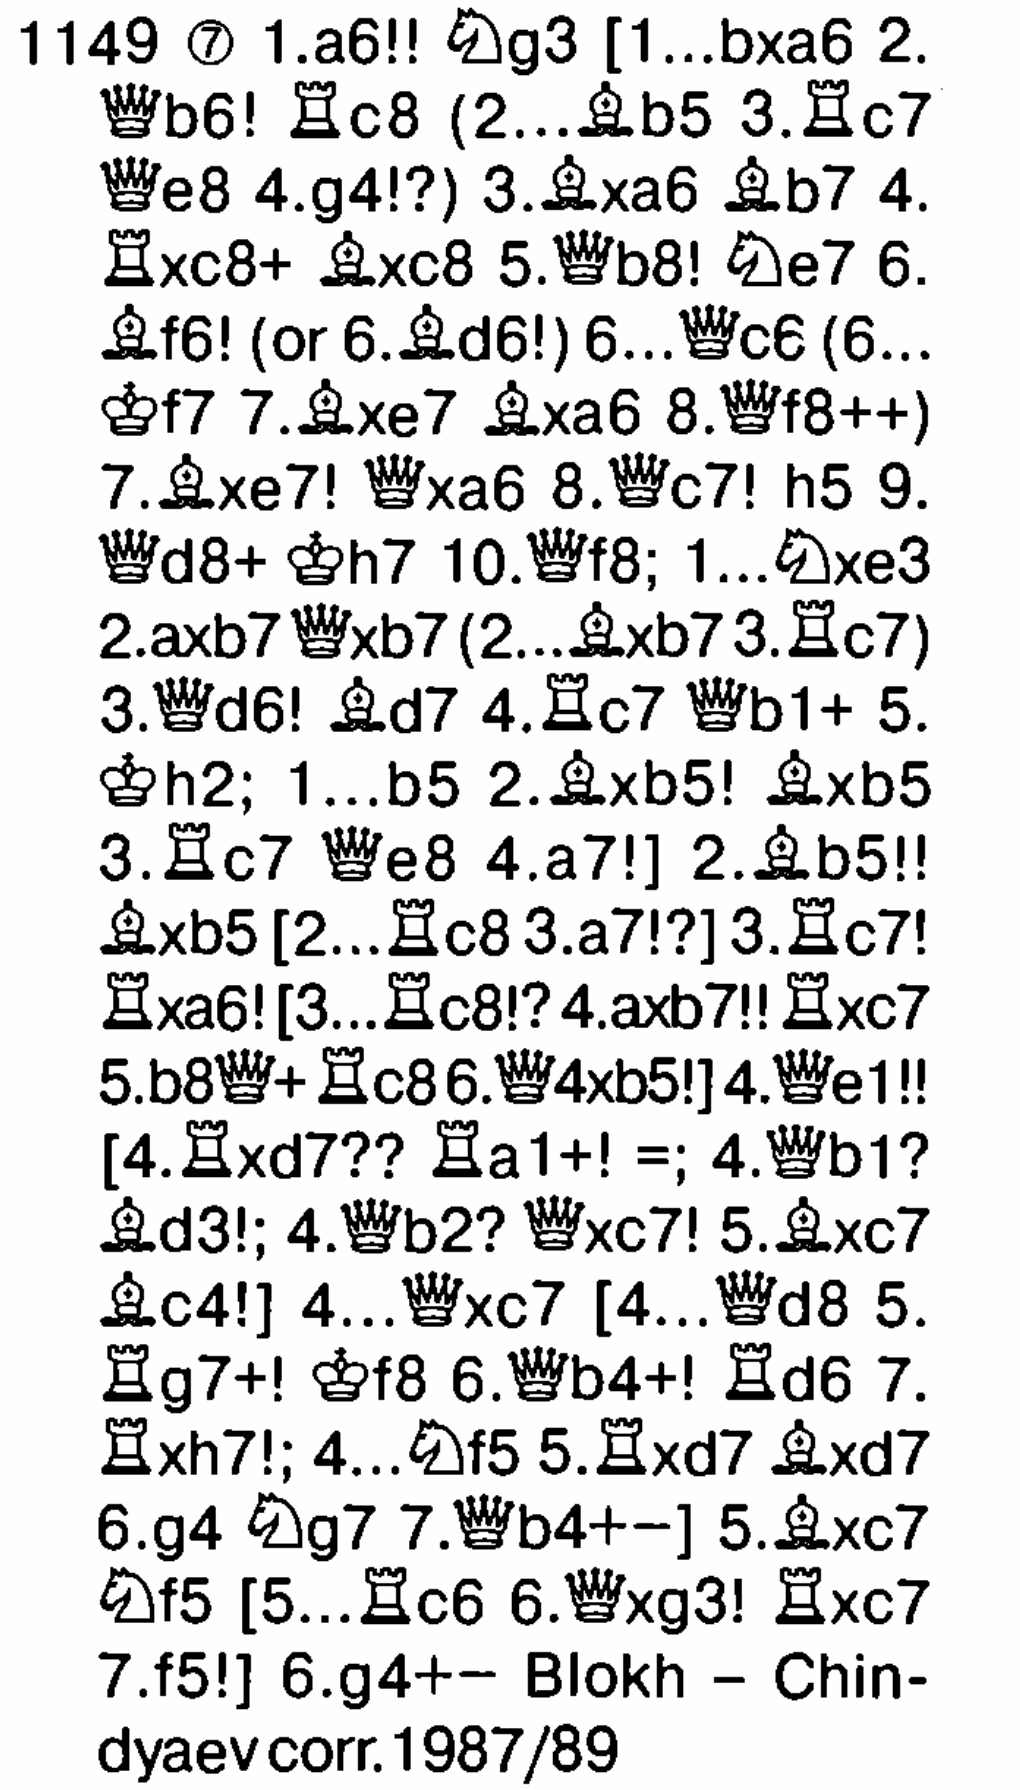 1149 ⑦ 1.a6!! ♘g3 [1...bxa6 2.
♕b6! ♖c8 (2...♗b5 3.♖c7
♕e8 4.g4!?) 3.♗xa6 ♗b7 4.
♖xc8+ ♗xc8 5.♕b8! ♘e7 6.
♗f6! (or 6.♗d6!) 6...♕c6 (6...
♔f7 7.♗xe7 ♗xa6 8.♕f8++)
7.♗xe7! ♕xa6 8.♕c7! h5 9.
♕d8+ ♔h7 10.♕f8; 1...♘xe3
2.axb7 ♕xb7 (2...♗xb7 3.♖c7)
3.♕d6! ♗d7 4.♖c7 ♕b1+ 5.
♔h2; 1...b5 2.♗xb5! ♗xb5
3.♖c7 ♕e8 4.a7!] 2.♗b5!!
♗xb5 [2...♖c8 3.a7!?] 3.♖c7!
♖xa6! [3...♖c8!? 4.axb7!! ♖xc7
5.b8♕+ ♖c8 6.♕4xb5!] 4.♕e1!!
[4.♖xd7?? ♖a1+! =; 4.♕b1?
♗d3!; 4.♕b2? ♕xc7! 5.♗xc7
♗c4!] 4...♕xc7 [4...♕d8 5.
♖g7+! ♔f8 6.♕b4+! ♖d6 7.
♖xh7!; 4...♘f5 5.♖xd7 ♗xd7
6.g4 ♘g7 7.♕b4+−] 5.♗xc7
♘f5 [5...♖c6 6.♕xg3! ♖xc7
7.f5!] 6.g4+− Blokh – Chin-
dyaev corr. 1987/89